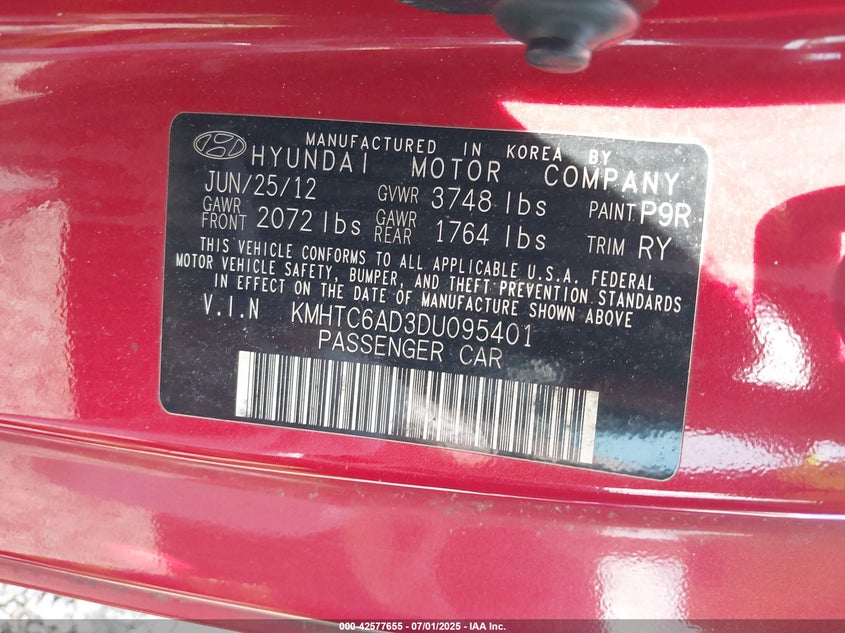 MANUFACTURED IN KOREA BY
HYUNDAI MOTOR COMPANY
JUN/25/12 GVWR 3748 lbs PAINT P9R
GAWR FRONT 2072 lbs GAWR REAR 1764 lbs TRIM RY
THIS VEHICLE CONFORMS TO ALL APPLICABLE U.S.A. FEDERAL
MOTOR VEHICLE SAFETY, BUMPER, AND THEFT PREVENTION STANDARDS
IN EFFECT ON THE DATE OF MANUFACTURE SHOWN ABOVE
V.I.N KMHTC6AD3DU095401
PASSENGER CAR
000-42577655 - 07/01/2025 - IAA Inc.